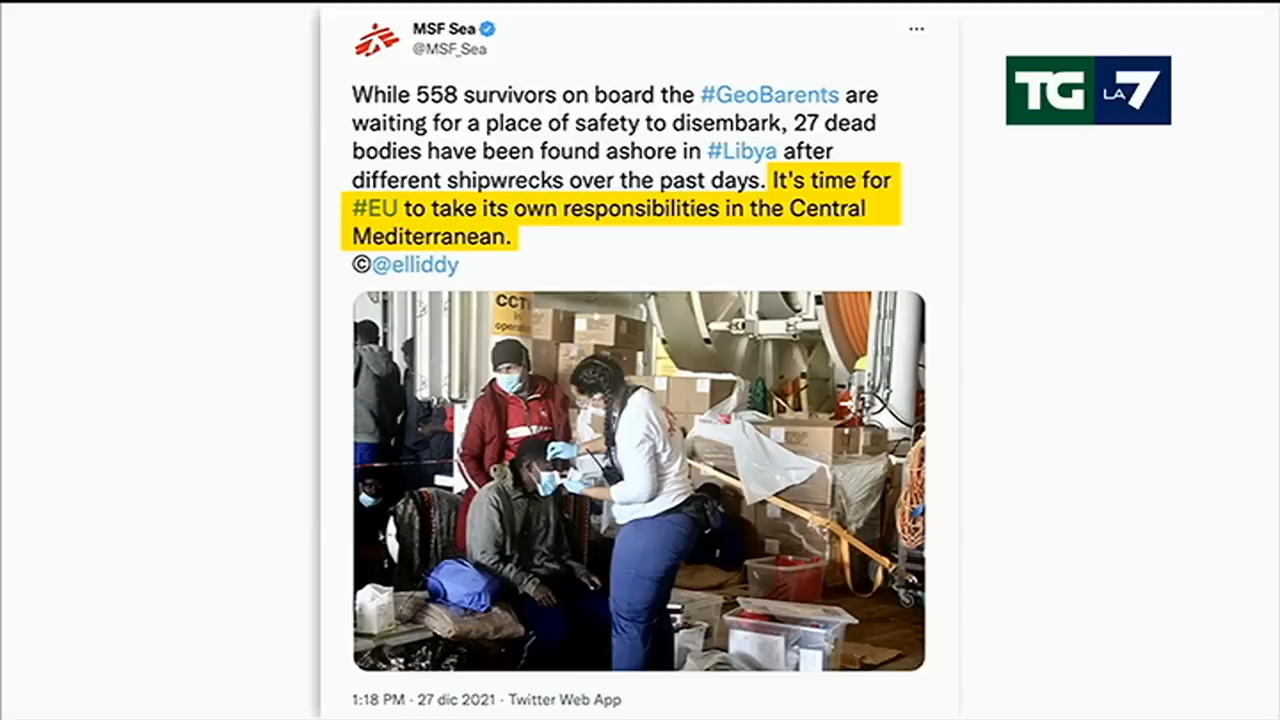 MSF Sea
@MSF_Sea
While 558 survivors on board the #GeoBarents are
waiting for a place of safety to disembark, 27 dead
bodies have been found ashore in #Libya after
different shipwrecks over the past days. It's time for
#EU to take its own responsibilities in the Central
Mediterranean.
©@elliddy
TG LA7
CCTV
in
operation
1:18 PM · 27 dic 2021 · Twitter Web App